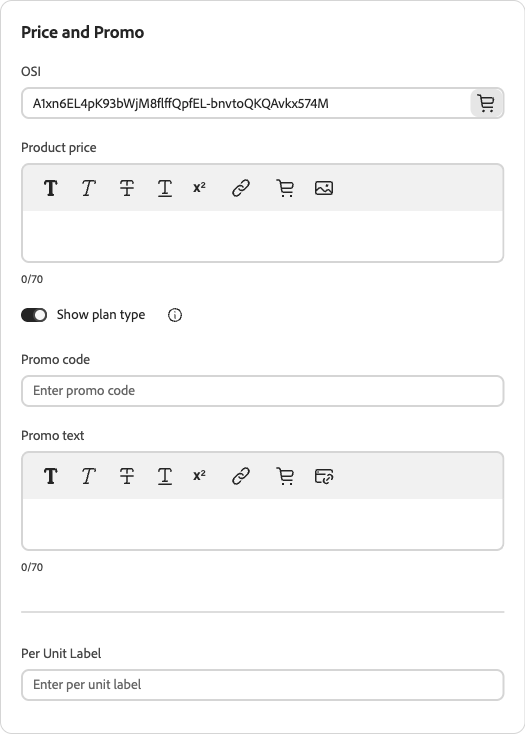 Price and Promo
OSI
A1xn6EL4pK93bWjM8flffQpfEL-bnvtoQKQAvkx574M
Product price
T T T T x²
0/70
Show plan type
Promo code
Enter promo code
Promo text
T T T T x²
0/70
Per Unit Label
Enter per unit label